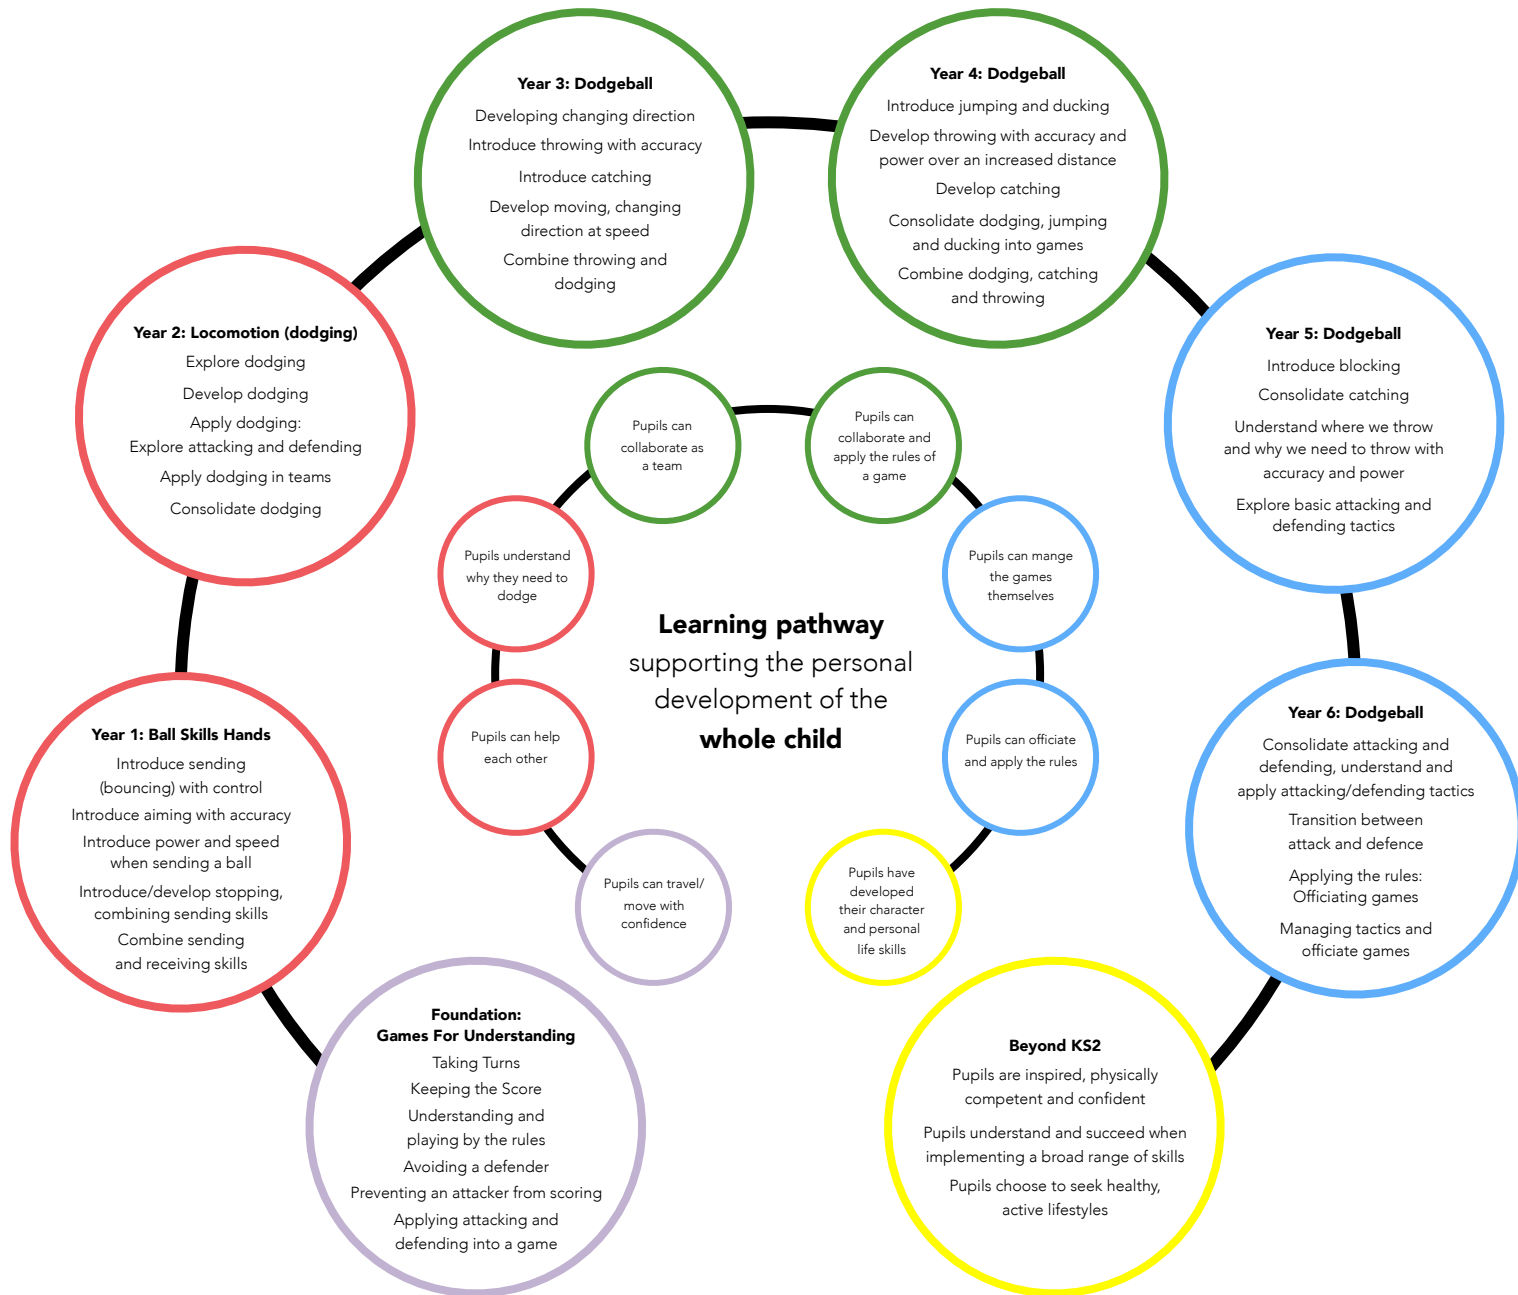 Foundation:
Games For Understanding
Taking Turns
Keeping the Score
Understanding and
playing by the rules
Avoiding a defender
Preventing an attacker from scoring
Applying attacking and
defending into a game
Year 1: Ball Skills Hands
Introduce sending
(bouncing) with control
Introduce aiming with accuracy
Introduce power and speed
when sending a ball
Introduce/develop stopping,
combining sending skills
Combine sending
and receiving skills
Year 2: Locomotion (dodging)
Explore dodging
Develop dodging
Apply dodging:
Explore attacking and defending
Apply dodging in teams
Consolidate dodging
Year 3: Dodgeball
Developing changing direction
Introduce throwing with accuracy
Introduce catching
Develop moving, changing
direction at speed
Combine throwing and
dodging
Year 4: Dodgeball
Introduce jumping and ducking
Develop throwing with accuracy and
power over an increased distance
Develop catching
Consolidate dodging, jumping
and ducking into games
Combine dodging, catching
and throwing
Year 5: Dodgeball
Introduce blocking
Consolidate catching
Understand where we throw
and why we need to throw with
accuracy and power
Explore basic attacking and
defending tactics
Year 6: Dodgeball
Consolidate attacking and
defending, understand and
apply attacking/defending tactics
Transition between
attack and defence
Applying the rules:
Officiating games
Managing tactics and
officiate games
Beyond KS2
Pupils are inspired, physically
competent and confident
Pupils understand and succeed when
implementing a broad range of skills
Pupils choose to seek healthy,
active lifestyles
Pupils can travel/
move with
confidence
Pupils can help
each other
Pupils understand
why they need to
dodge
Pupils can
collaborate as
a team
Pupils can
collaborate and
apply the rules of
a game
Pupils can mange
the games
themselves
Pupils can officiate
and apply the rules
Pupils have
developed
their character
and personal
life skills
Learning pathway
supporting the personal
development of the
whole child